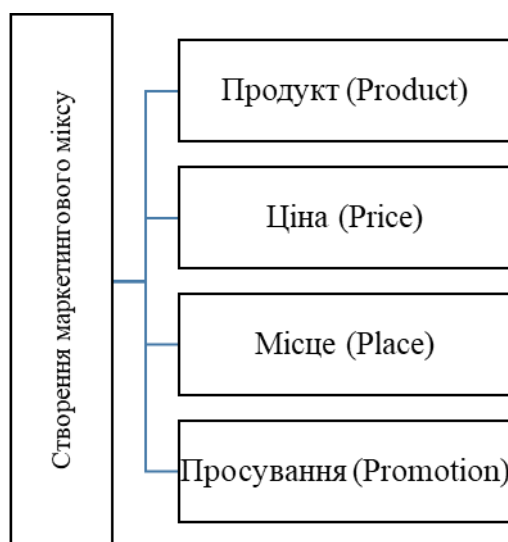 Створення маркетингового міксу
Продукт (Product)
Ціна (Price)
Місце (Place)
Просування (Promotion)